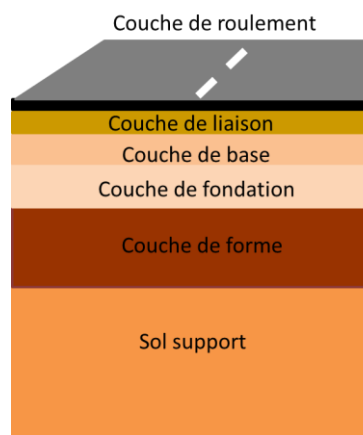 Couche de roulement
Couche de liaison
Couche de base
Couche de fondation
Couche de forme
Sol support